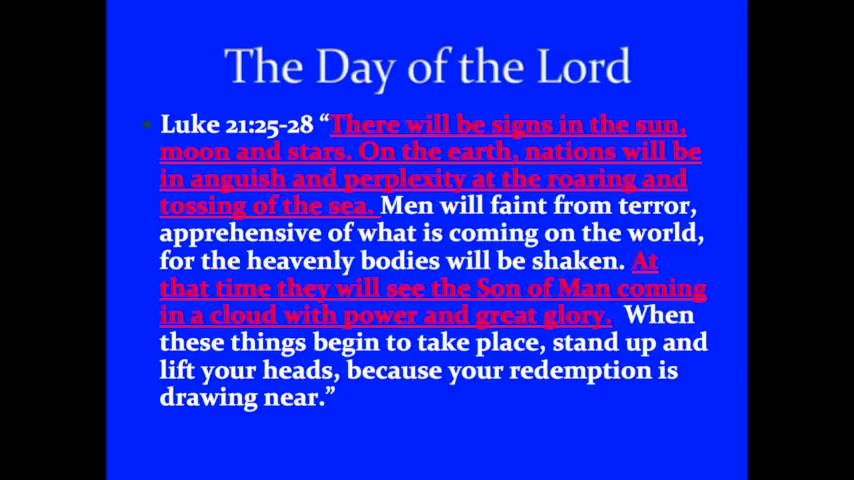 The Day of the Lord
Luke 21:25-28 “There will be signs in the sun,
moon and stars. On the earth, nations will be
in anguish and perplexity at the roaring and
tossing of the sea. Men will faint from terror,
apprehensive of what is coming on the world,
for the heavenly bodies will be shaken. At
that time they will see the Son of Man coming
in a cloud with power and great glory. When
these things begin to take place, stand up and
lift your heads, because your redemption is
drawing near.”